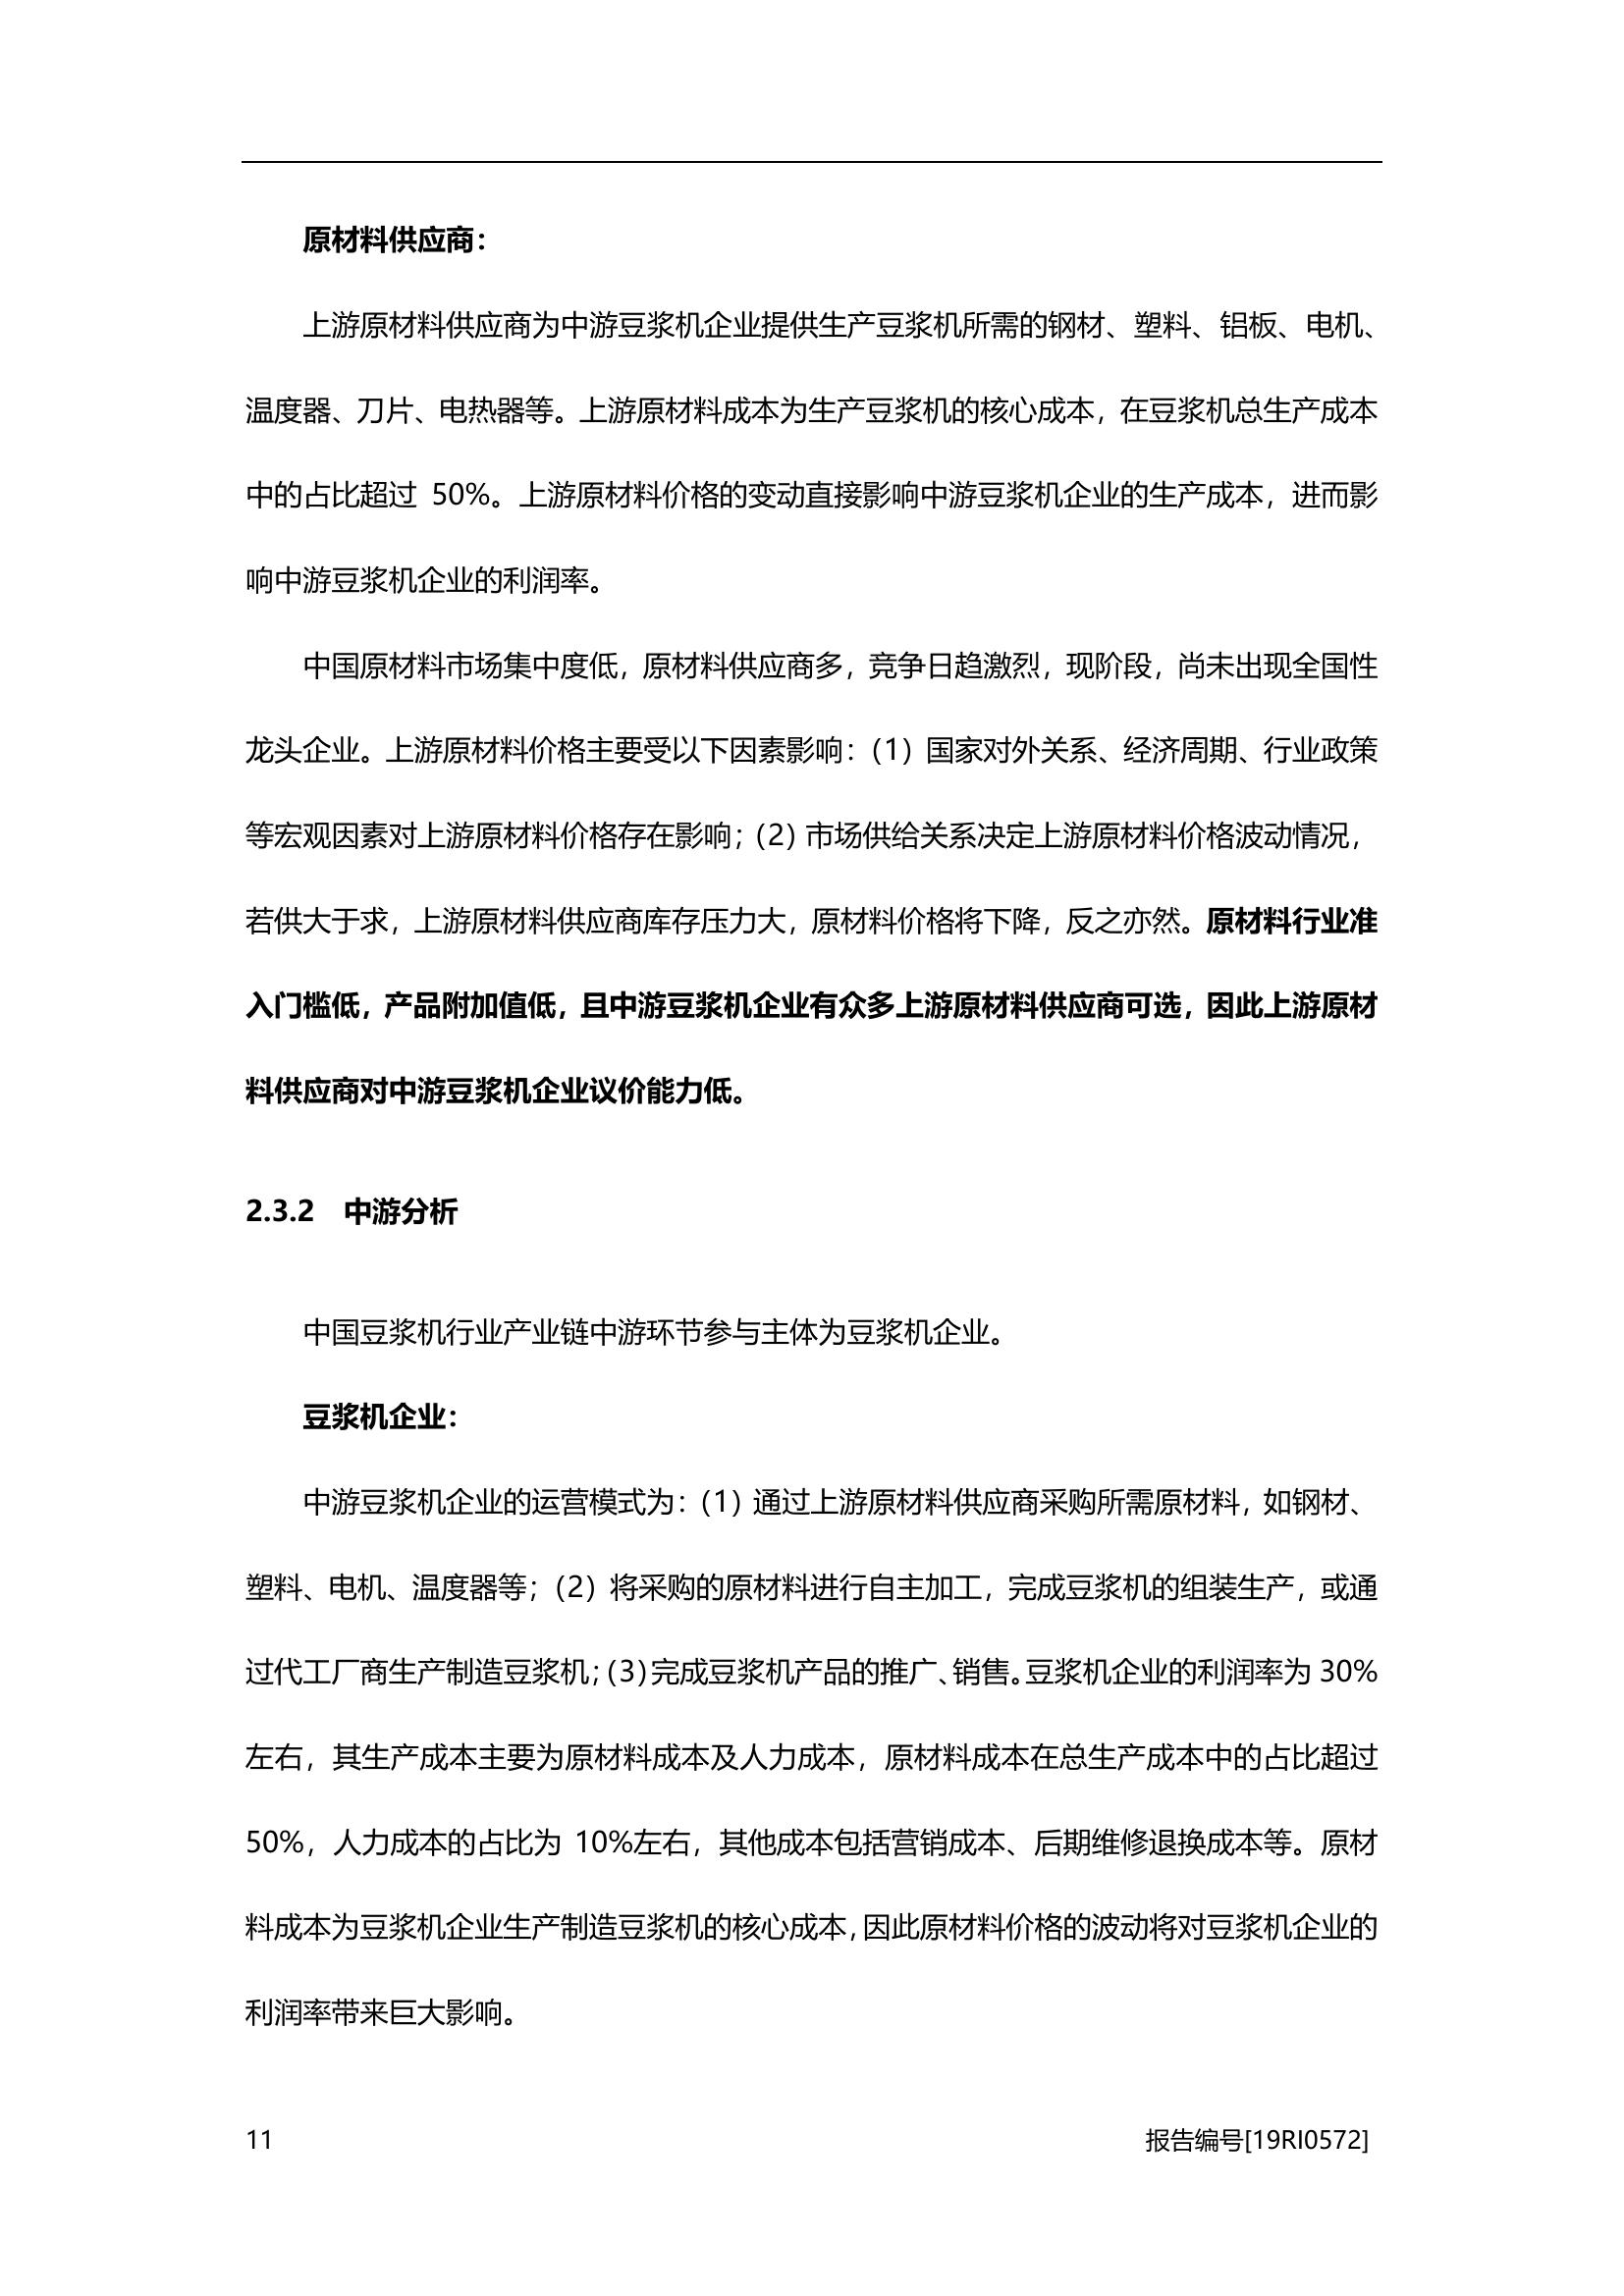 原材料供应商：
上游原材料供应商为中游豆浆机企业提供生产豆浆机所需的钢材、塑料、铝板、电机、
温度器、刀片、电热器等。上游原材料成本为生产豆浆机的核心成本，在豆浆机总生产成本
中的占比超过 50%。上游原材料价格的变动直接影响中游豆浆机企业的生产成本，进而影
响中游豆浆机企业的利润率。
中国原材料市场集中度低，原材料供应商多，竞争日趋激烈，现阶段，尚未出现全国性
龙头企业。上游原材料价格主要受以下因素影响：（1）国家对外关系、经济周期、行业政策
等宏观因素对上游原材料价格存在影响；（2）市场供给关系决定上游原材料价格波动情况，
若供大于求，上游原材料供应商库存压力大，原材料价格将下降，反之亦然。原材料行业准
入门槛低，产品附加值低，且中游豆浆机企业有众多上游原材料供应商可选，因此上游原材
料供应商对中游豆浆机企业议价能力低。
2.3.2 中游分析
中国豆浆机行业产业链中游环节参与主体为豆浆机企业。
豆浆机企业：
中游豆浆机企业的运营模式为：（1）通过上游原材料供应商采购所需原材料，如钢材、
塑料、电机、温度器等；（2）将采购的原材料进行自主加工，完成豆浆机的组装生产，或通
过代工厂商生产制造豆浆机；（3）完成豆浆机产品的推广、销售。豆浆机企业的利润率为 30%
左右，其生产成本主要为原材料成本及人力成本，原材料成本在总生产成本中的占比超过
50%，人力成本的占比为 10%左右，其他成本包括营销成本、后期维修退换成本等。原材
料成本为豆浆机企业生产制造豆浆机的核心成本，因此原材料价格的波动将对豆浆机企业的
利润率带来巨大影响。
11 报告编号[19RI0572]